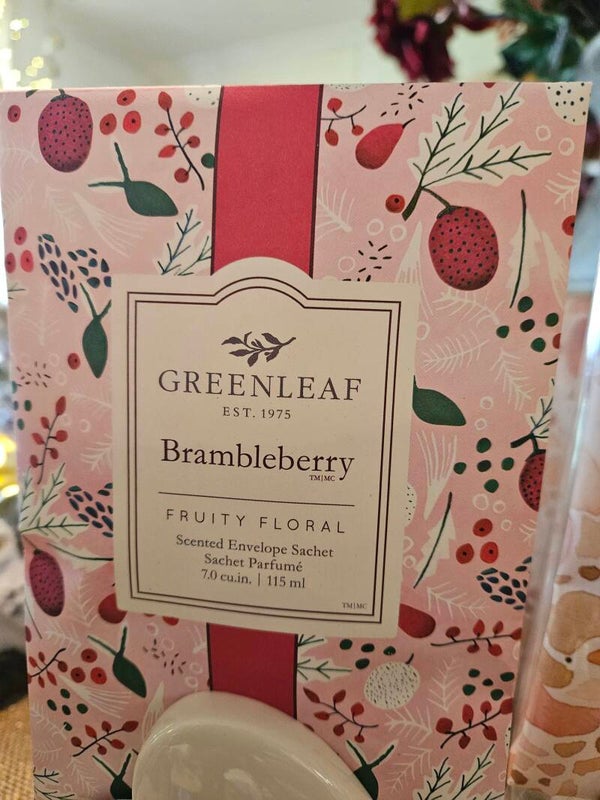 GREENLEAF
EST. 1975
Brambleberry
TM|MC
FRUITY FLORAL
Scented Envelope Sachet
Sachet Parfumé
7.0 cu.in. | 115 ml
TM|MC